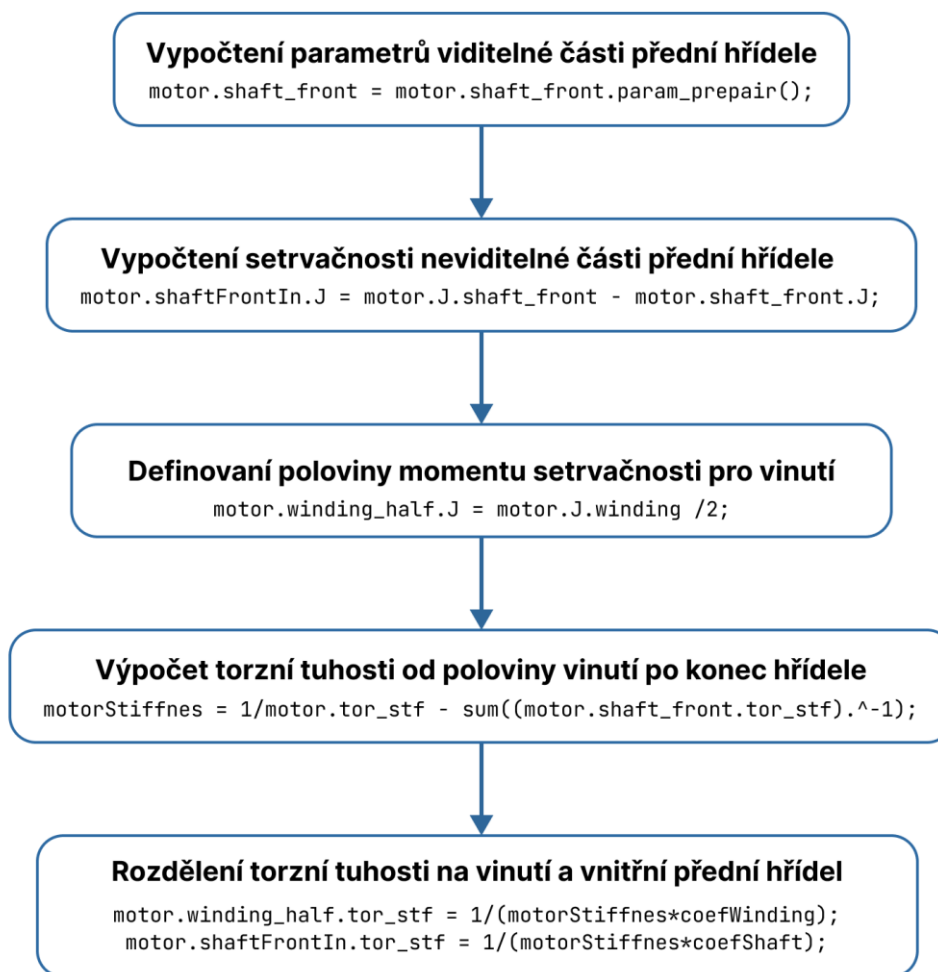 Vypočtení parametrů viditelné části přední hřídele
motor.shaft_front = motor.shaft_front.param_prepair();
Vypočtení setrvačnosti neviditelné části přední hřídele
motor.shaftFrontIn.J = motor.J.shaft_front - motor.shaft_front.J;
Definovaní poloviny momentu setrvačnosti pro vinutí
motor.winding_half.J = motor.J.winding /2;
Výpočet torzní tuhosti od poloviny vinutí po konec hřídele
motorStiffnes = 1/motor.tor_stf - sum((motor.shaft_front.tor_stf).^-1);
Rozdělení torzní tuhosti na vinutí a vnitřní přední hřídel
motor.winding_half.tor_stf = 1/(motorStiffnes*coefWinding);
motor.shaftFrontIn.tor_stf = 1/(motorStiffnes*coefShaft);